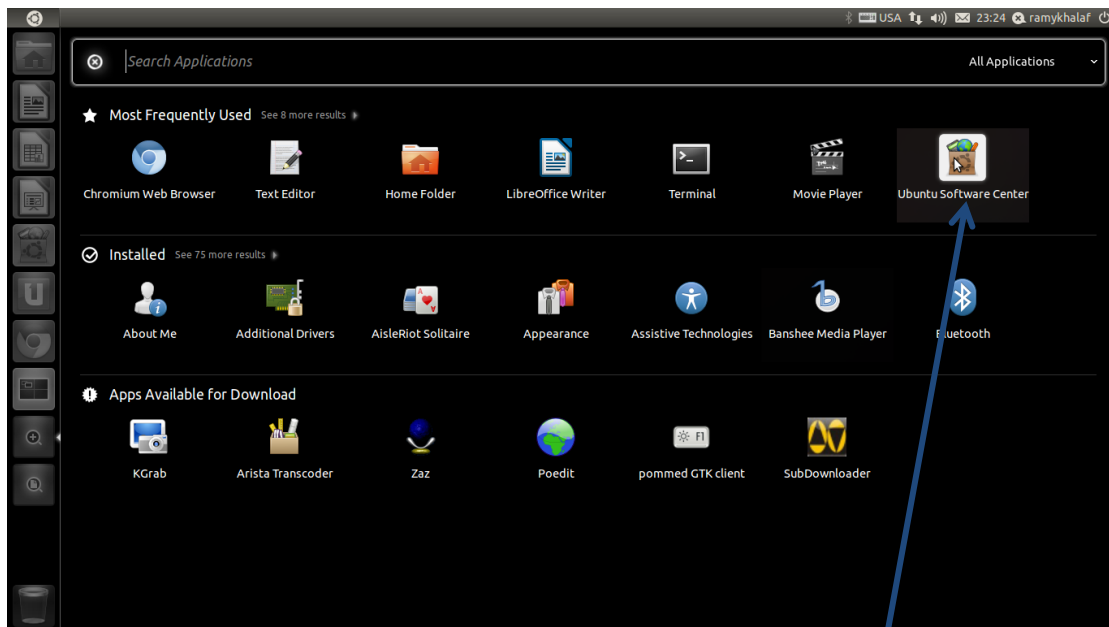 USA 23:24 ramykhalaf
Search Applications All Applications
Most Frequently Used See 8 more results
Chromium Web Browser Text Editor Home Folder LibreOffice Writer Terminal Movie Player Ubuntu Software Center
Installed See 75 more results
About Me Additional Drivers AisleRiot Solitaire Appearance Assistive Technologies Banshee Media Player Bluetooth
Apps Available for Download
F1
KGrab Arista Transcoder Zaz Poedit pommed GTK client SubDownloader